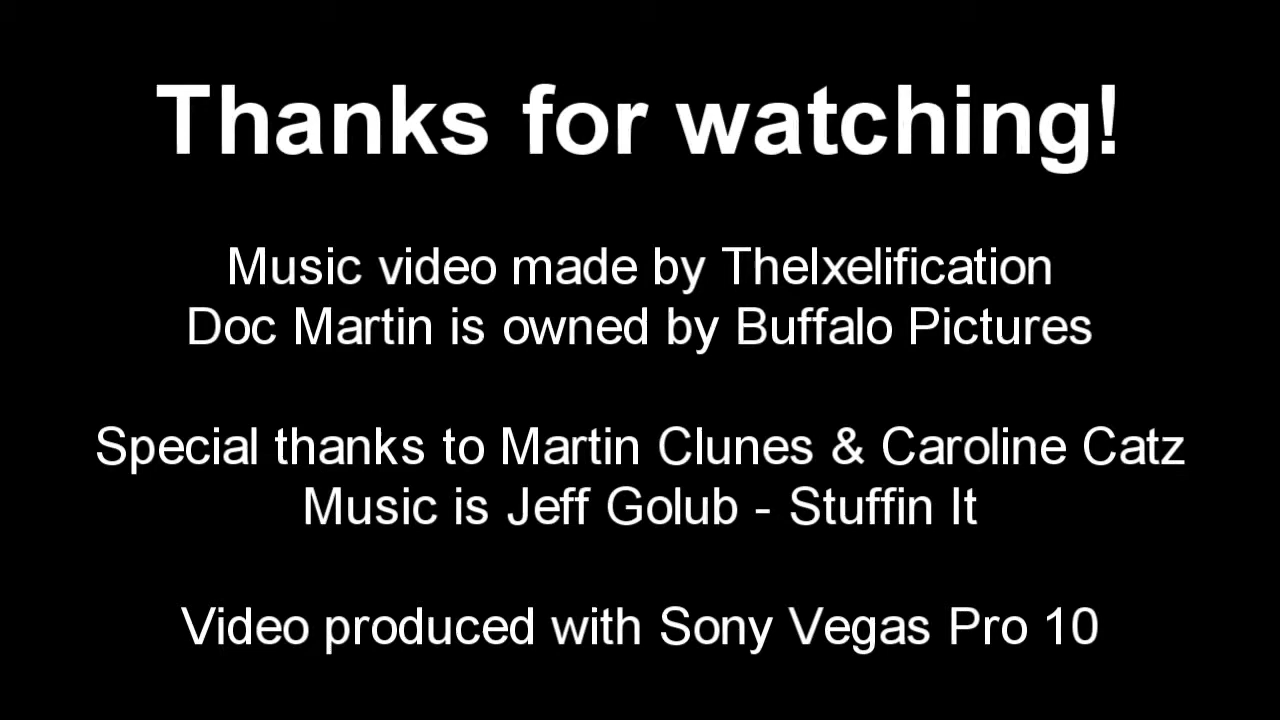 Thanks for watching!
Music video made by TheIxelification
Doc Martin is owned by Buffalo Pictures
Special thanks to Martin Clunes & Caroline Catz
Music is Jeff Golub - Stuffin It
Video produced with Sony Vegas Pro 10